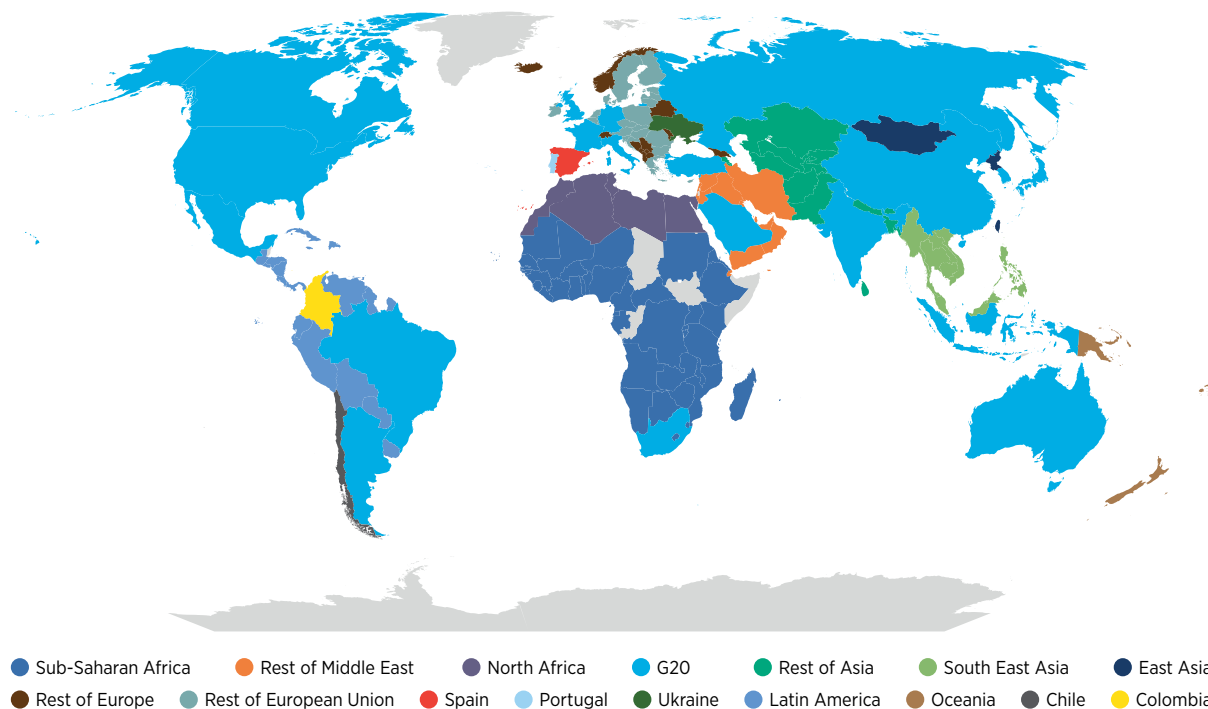 Sub-Saharan Africa Rest of Middle East North Africa G20 Rest of Asia South East Asia East Asia
Rest of Europe Rest of European Union Spain Portugal Ukraine Latin America Oceania Chile Colombia